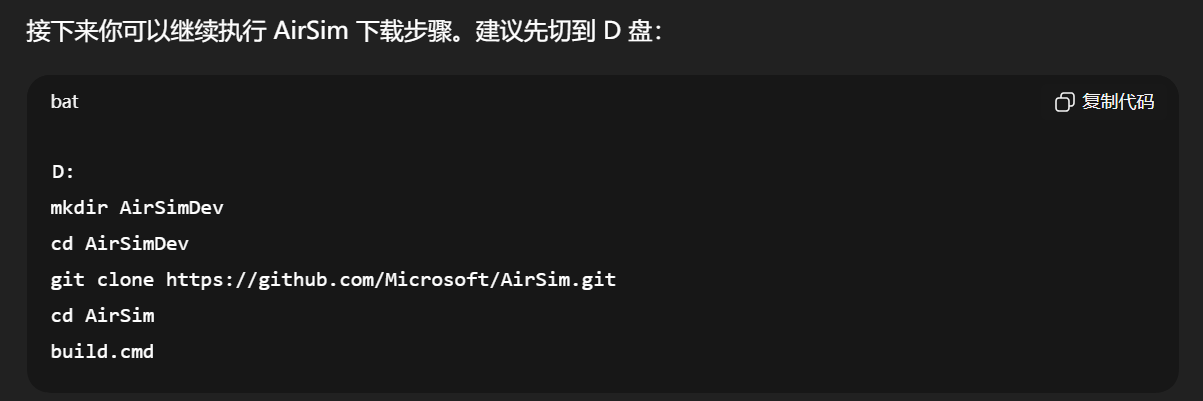 接下来你可以继续执行 AirSim 下载步骤。建议先切到 D 盘：
bat
复制代码
D:
mkdir AirSimDev
cd AirSimDev
git clone https://github.com/Microsoft/AirSim.git
cd AirSim
build.cmd